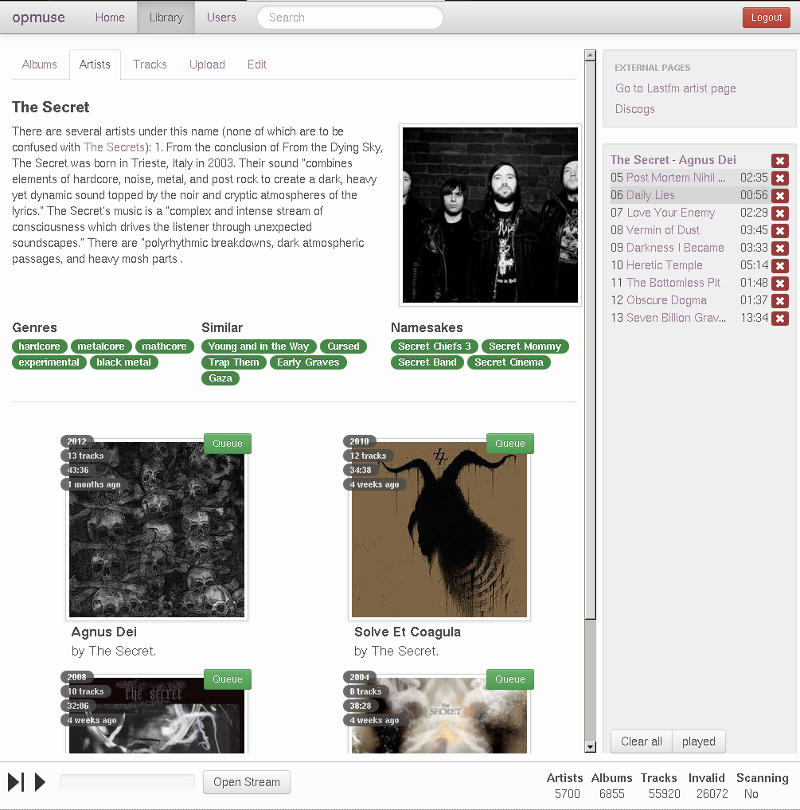 opmuse Home Library Users Search Logout
Albums Artists Tracks Upload Edit
The Secret
There are several artists under this name (none of which are to be
confused with The Secrets): 1. From the conclusion of From the Dying Sky,
The Secret was born in Trieste, Italy in 2003. Their sound "combines
elements of hardcore, noise, metal, and post rock to create a dark, heavy
yet dynamic sound topped by the noir and cryptic atmospheres of the
lyrics." The Secret's music is a "complex and intense stream of
consciousness which drives the listener through unexpected
soundscapes." There are "polyrhythmic breakdowns, dark atmospheric
passages, and heavy mosh parts .
Genres
hardcore metalcore mathcore
experimental black metal
Similar
Young and in the Way Cursed
Trap Them Early Graves
Gaza
Namesakes
Secret Chiefs 3 Secret Mommy
Secret Band Secret Cinema
2012
13 tracks
43:36
1 months ago
Queue
Agnus Dei
by The Secret.
2010
12 tracks
34:38
4 weeks ago
Queue
Solve Et Coagula
by The Secret.
2008
10 tracks
32:06
4 weeks ago
Queue
the secret
2004
8 tracks
38:28
4 weeks ago
Queue
the
SECRET
EXTERNAL PAGES
Go to Lastfm artist page
Discogs
The Secret - Agnus Dei
05 Post Mortem Nihil ... 02:35
06 Daily Lies 00:56
07 Love Your Enemy 02:29
08 Vermin of Dust 03:45
09 Darkness I Became 03:33
10 Heretic Temple 05:14
11 The Bottomless Pit 01:48
12 Obscure Dogma 01:37
13 Seven Billion Grav... 13:34
Clear all played
Open Stream
Artists Albums Tracks Invalid Scanning
5700 6855 55920 26072 No